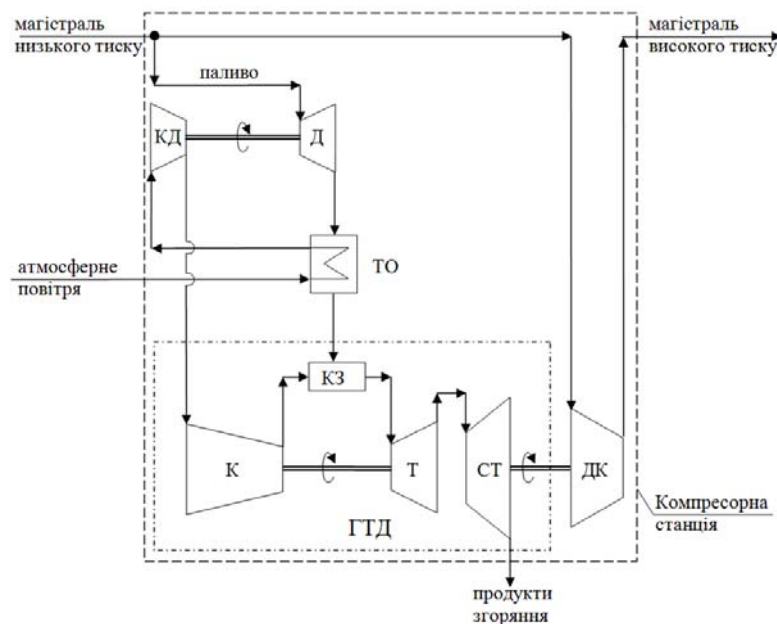 магістраль
низького тиску
магістраль
високого тиску
паливо
КД
Д
атмосферне
повітря
ТО
КЗ
К
Т
СТ
ДК
ГТД
Компресорна
станція
продукти
згоряння